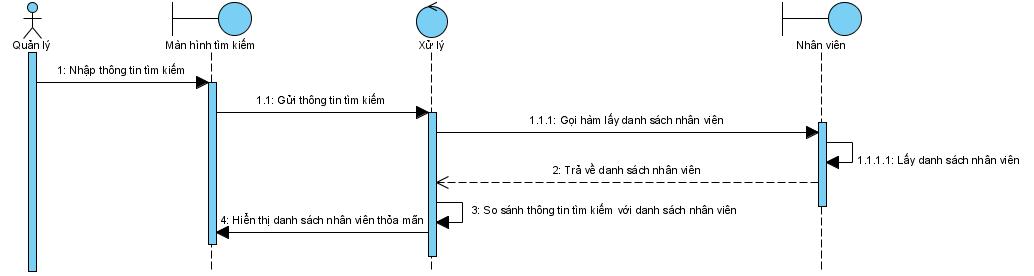 Quản lý
Màn hình tìm kiếm
Xử lý
Nhân viên
1: Nhập thông tin tìm kiếm
1.1: Gửi thông tin tìm kiếm
1.1.1: Gọi hàm lấy danh sách nhân viên
1.1.1.1: Lấy danh sách nhân viên
2: Trả về danh sách nhân viên
3: So sánh thông tin tìm kiếm với danh sách nhân viên
4: Hiển thị danh sách nhân viên thỏa mãn